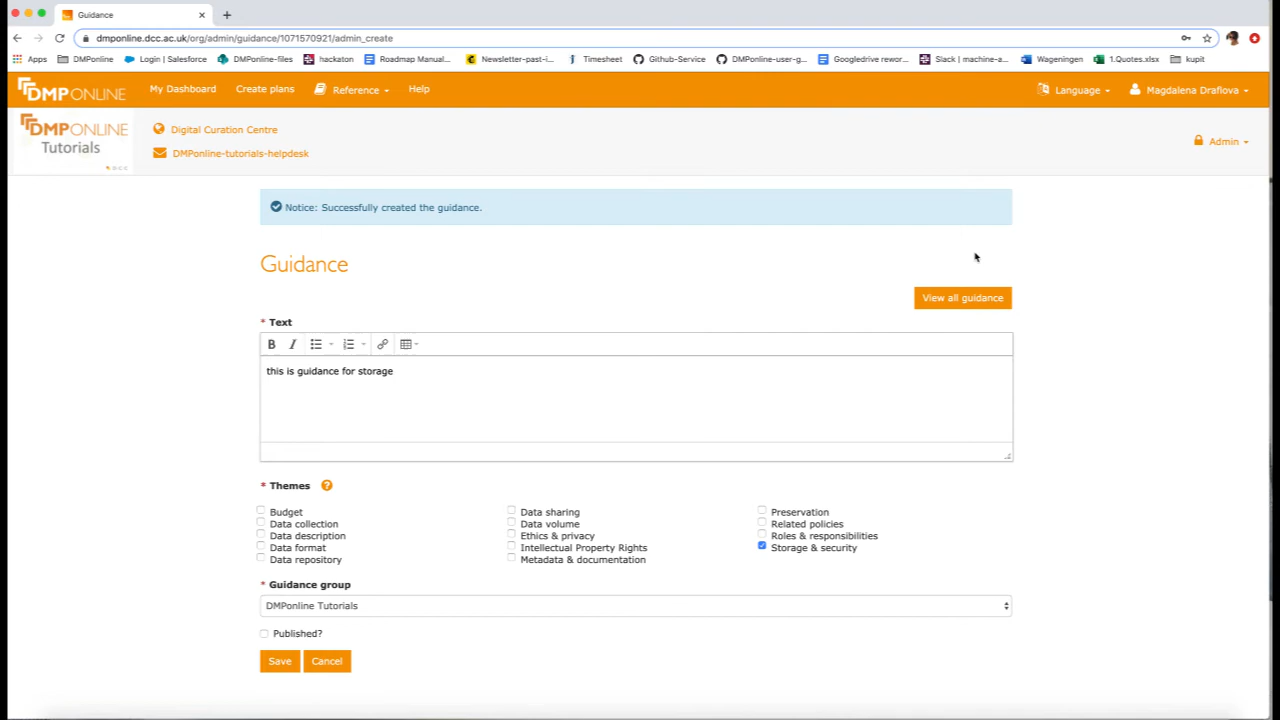 Guidance
dmponline.dcc.ac.uk/org/admin/guidance/1071570921/admin_create
Apps DMPonline Login | Salesforce DMPonline-files hackaton Roadmap Manual... Newsletter-past-i... Timesheet Github-Service DMPonline-user-g... Googledrive rewor... Slack | machine-a... Wageningen 1.Quotes.xlsx kupit
DMPONLINE My Dashboard Create plans Reference Help Language Magdalena Drafiova
DMPONLINE
Tutorials
DCC
Digital Curation Centre
DMPonline-tutorials-helpdesk
Admin
Notice: Successfully created the guidance.
Guidance
View all guidance
* Text
B I
this is guidance for storage
* Themes ?
Budget Data sharing Preservation
Data collection Data volume Related policies
Data description Ethics & privacy Roles & responsibilities
Data format Intellectual Property Rights Storage & security
Data repository Metadata & documentation
* Guidance group
DMPonline Tutorials
Published?
Save Cancel